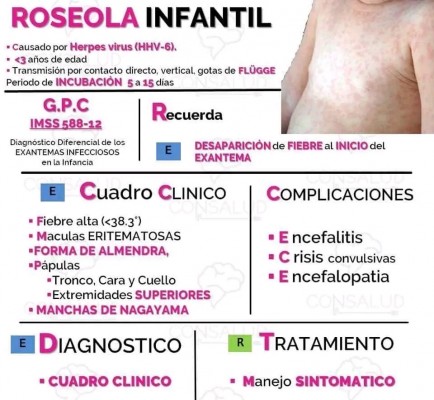 ROSEOLA INFANTIL
▪ Causado por Herpes virus (HHV-6).
▪ <3 años de edad
▪ Transmisión por contacto directo, vertical, gotas de FLÜGGE
Periodo de INCUBACIÓN 5 a 15 días
G.P.C
IMSS 588-12
Diagnóstico Diferencial de los
EXANTEMAS INFECCIOSOS
en la Infancia
Recuerda
E DESAPARICIÓN de FIEBRE al INICIO del
EXANTEMA
E CUADRO CLINICO
▪ Fiebre alta (<38.3°)
▪ Maculas ERITEMATOSAS
▪ FORMA DE ALMENDRA,
▪ Pápulas
▪ Tronco, Cara y Cuello
▪ Extremidades SUPERIORES
▪ MANCHAS DE NAGAYAMA
COMPLICACIONES
▪ Encefalitis
▪ Crisis convulsivas
▪ Encefalopatia
E DIAGNOSTICO
▪ CUADRO CLINICO
R TRATAMIENTO
▪ Manejo SINTOMATICO
CONSALUD
CONSALUD